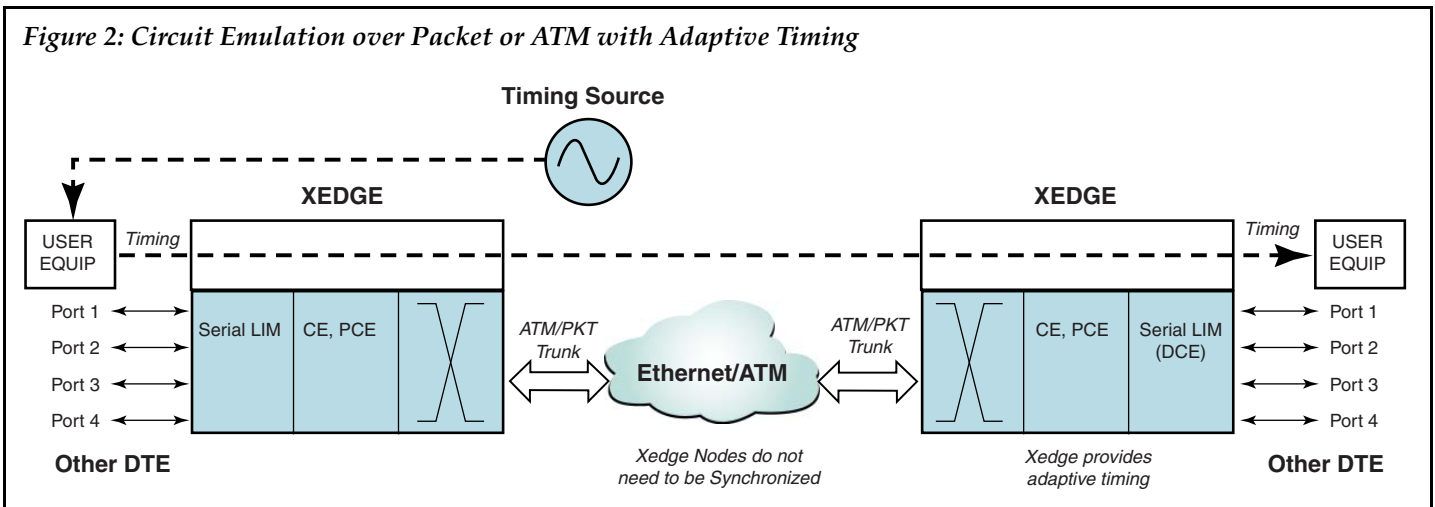 Figure 2: Circuit Emulation over Packet or ATM with Adaptive Timing
Timing Source
XEDGE
XEDGE
USER
EQUIP
Timing
Timing
USER
EQUIP
Port 1
Port 2
Port 3
Port 4
Other DTE
Serial LIM
CE, PCE
ATM/PKT
Trunk
Ethernet/ATM
ATM/PKT
Trunk
CE, PCE
Serial LIM
(DCE)
Port 1
Port 2
Port 3
Port 4
Other DTE
Xedge Nodes do not
need to be Synchronized
Xedge provides
adaptive timing